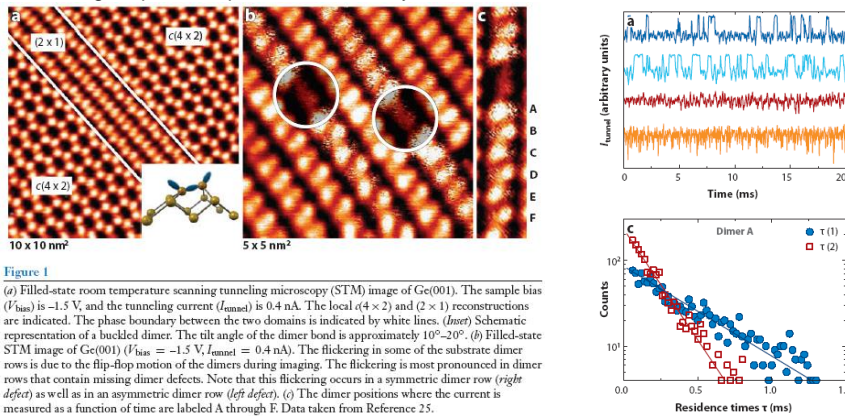 a
(2 x 1)
c(4 x 2)
c(4 x 2)
10 x 10 nm²
b
5 x 5 nm²
c
A
B
C
D
E
F
Figure 1
(a) Filled-state room temperature scanning tunneling microscopy (STM) image of Ge(001). The sample bias
(Vbias) is –1.5 V, and the tunneling current (Itunnel) is 0.4 nA. The local c(4 × 2) and (2 × 1) reconstructions
are indicated. The phase boundary between the two domains is indicated by white lines. (Inset) Schematic
representation of a buckled dimer. The tilt angle of the dimer bond is approximately 10°–20°. (b) Filled-state
STM image of Ge(001) (Vbias = –1.5 V, Itunnel = 0.4 nA). The flickering in some of the substrate dimer
rows is due to the flip-flop motion of the dimers during imaging. The flickering is most pronounced in dimer
rows that contain missing dimer defects. Note that this flickering occurs in a symmetric dimer row (right
defect) as well as in an asymmetric dimer row (left defect). (c) The dimer positions where the current is
measured as a function of time are labeled A through F. Data taken from Reference 25.
a
Itunnel (arbitrary units)
0
5
10
15
20
Time (ms)
c
Dimer A
τ (1)
τ (2)
Counts
10²
10¹
0
0.5
1.0
1.
Residence times τ (ms)